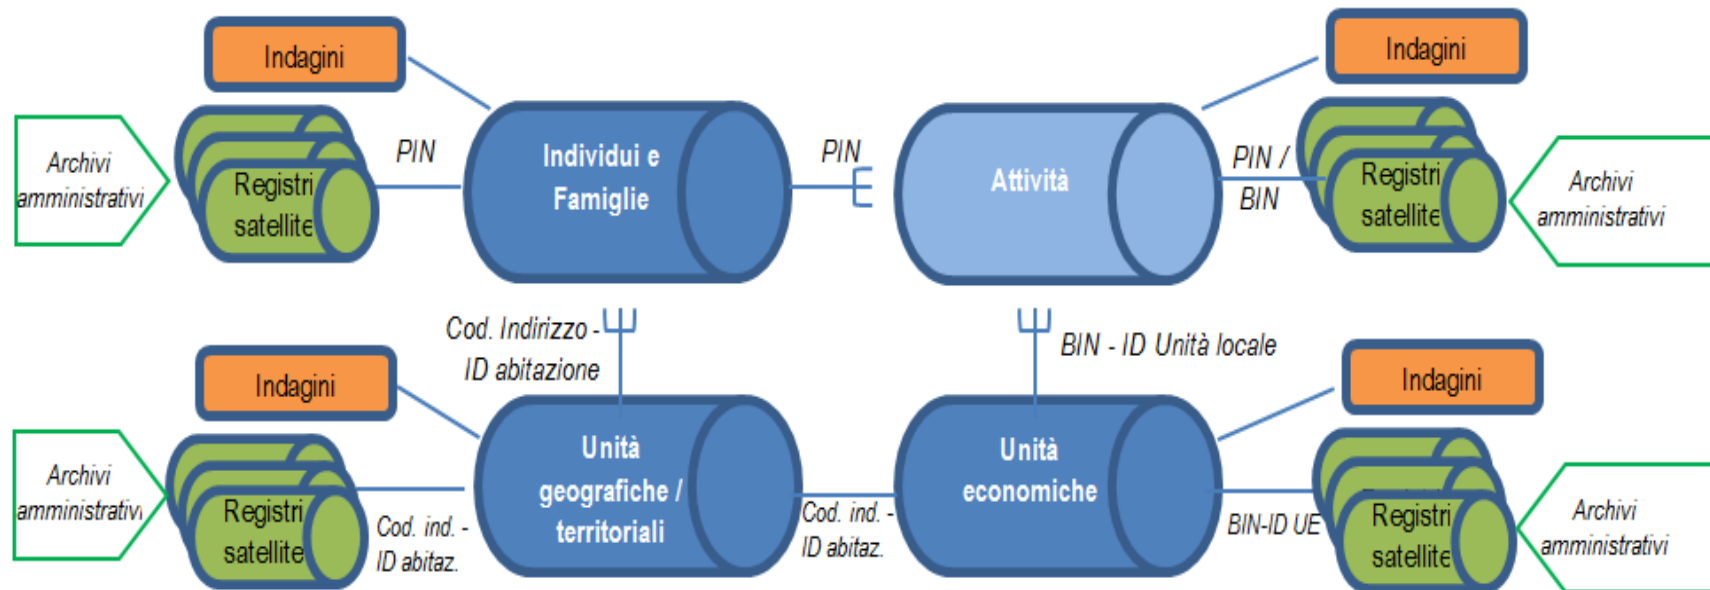 Indagini
Archivi
amministrativi
Registri
satellite
PIN
Individui e
Famiglie
PIN
Attività
Indagini
PIN /
BIN
Registri
satellite
Archivi
amministrativi
Cod. Indirizzo -
ID abitazione
BIN - ID Unità locale
Indagini
Archivi
amministrativi
Registri
satellite
Cod. ind. -
ID abitaz.
Unità
geografiche /
territoriali
Cod. ind. -
ID abitaz.
Unità
economiche
Indagini
BIN-ID UE
Registri
satellite
Archivi
amministrativi